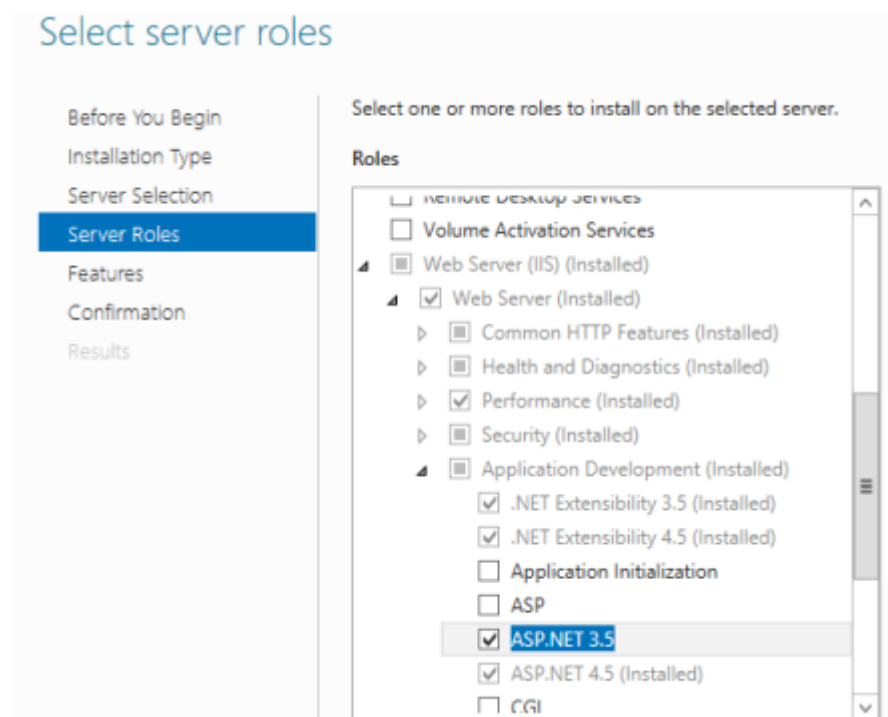 Select server roles
Before You Begin
Installation Type
Server Selection
Server Roles
Features
Confirmation
Results
Select one or more roles to install on the selected server.
Roles
Remote Desktop Services
Volume Activation Services
Web Server (IIS) (Installed)
Web Server (Installed)
Common HTTP Features (Installed)
Health and Diagnostics (Installed)
Performance (Installed)
Security (Installed)
Application Development (Installed)
.NET Extensibility 3.5 (Installed)
.NET Extensibility 4.5 (Installed)
Application Initialization
ASP
ASP.NET 3.5
ASP.NET 4.5 (Installed)
CGI